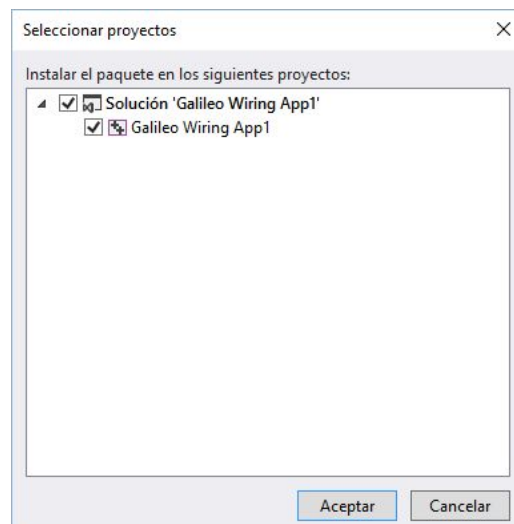 Seleccionar proyectos
Instalar el paquete en los siguientes proyectos:
Solución 'Galileo Wiring App1'
Galileo Wiring App1
Aceptar
Cancelar